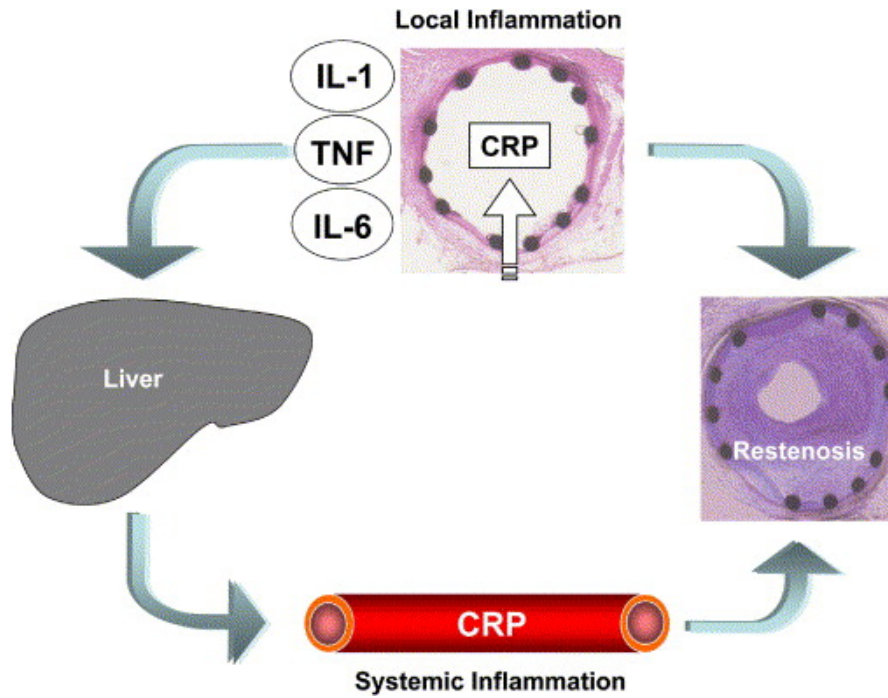 Local Inflammation
IL-1
TNF
IL-6
CRP
Liver
Restenosis
CRP
Systemic Inflammation